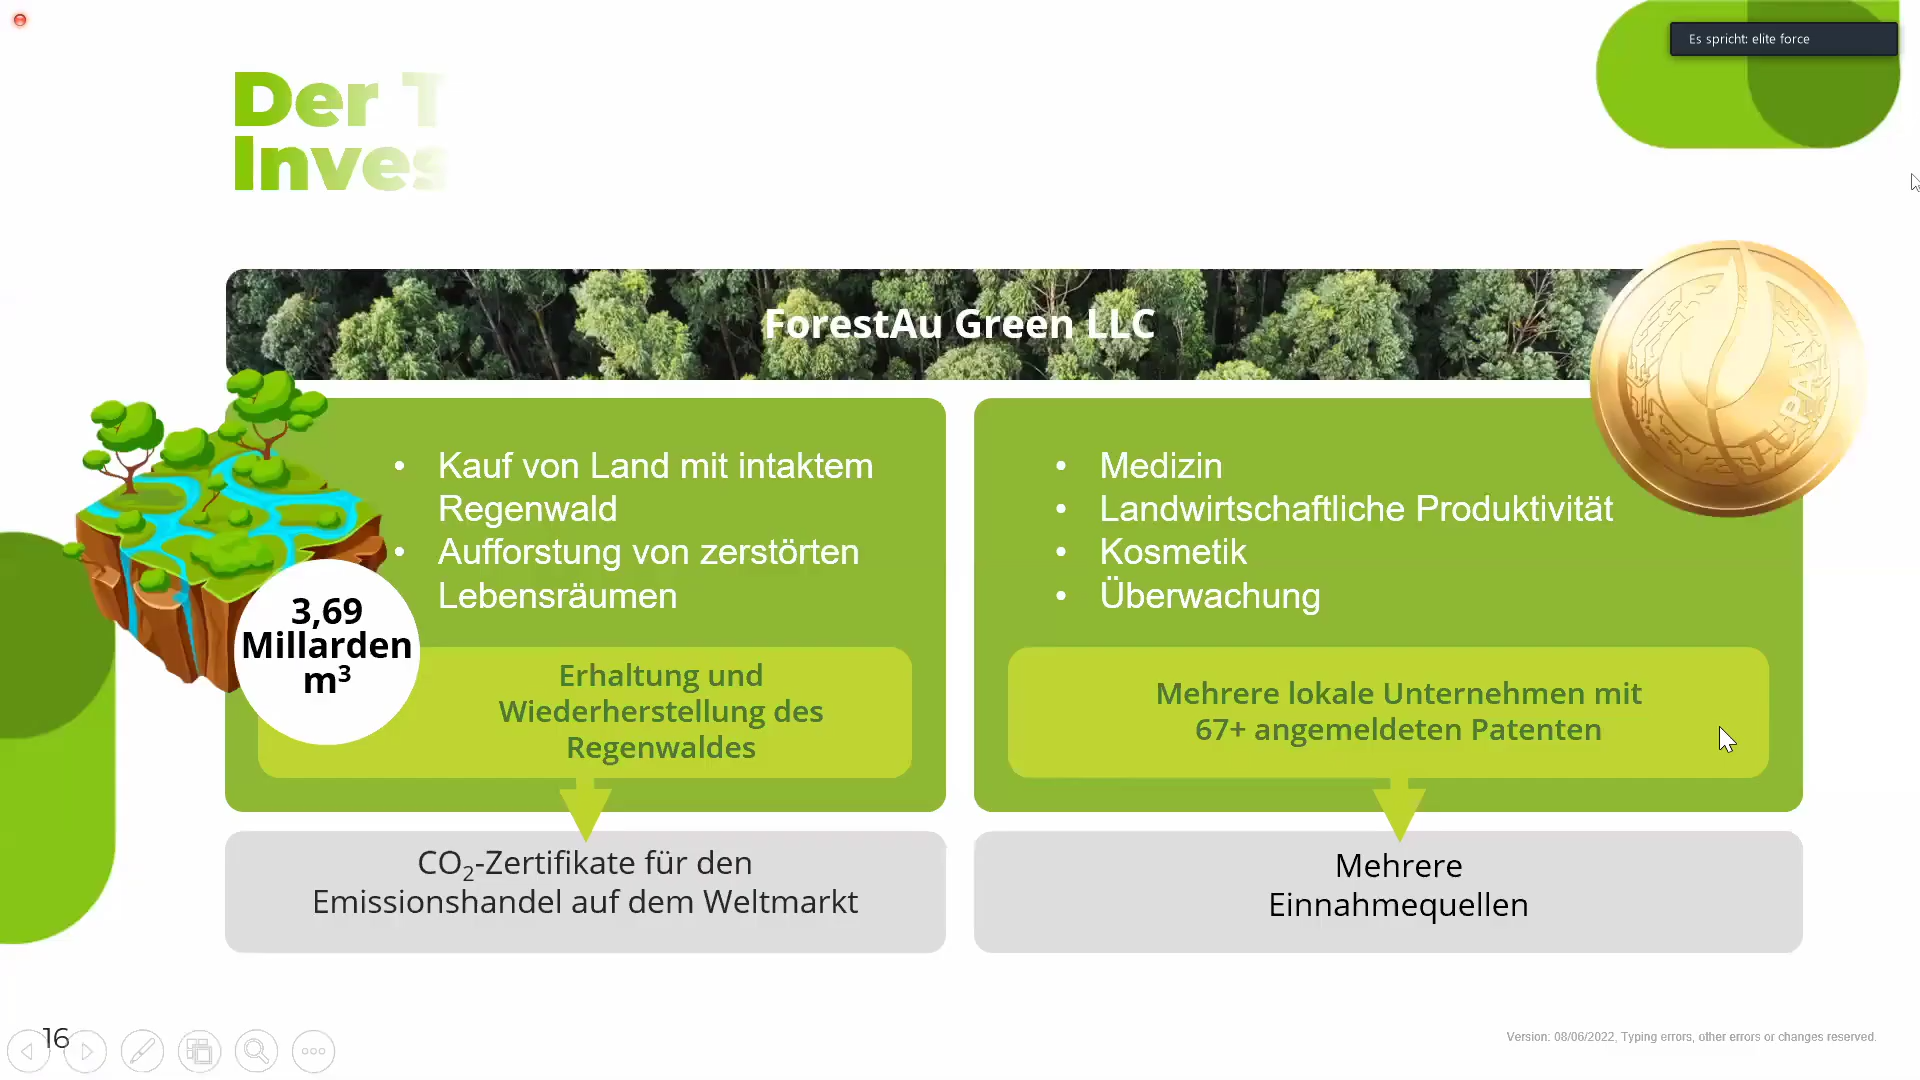 Es spricht: elite force
Der T
Inves
ForestAu Green LLC
TUPAN
• Kauf von Land mit intaktem
Regenwald
• Aufforstung von zerstörten
Lebensräumen
3,69
Millarden
m³
Erhaltung und
Wiederherstellung des
Regenwaldes
CO₂-Zertifikate für den
Emissionshandel auf dem Weltmarkt
• Medizin
• Landwirtschaftliche Produktivität
• Kosmetik
• Überwachung
Mehrere lokale Unternehmen mit
67+ angemeldeten Patenten
Mehrere
Einnahmequellen
16
Version: 08/06/2022, Typing errors, other errors or changes reserved.